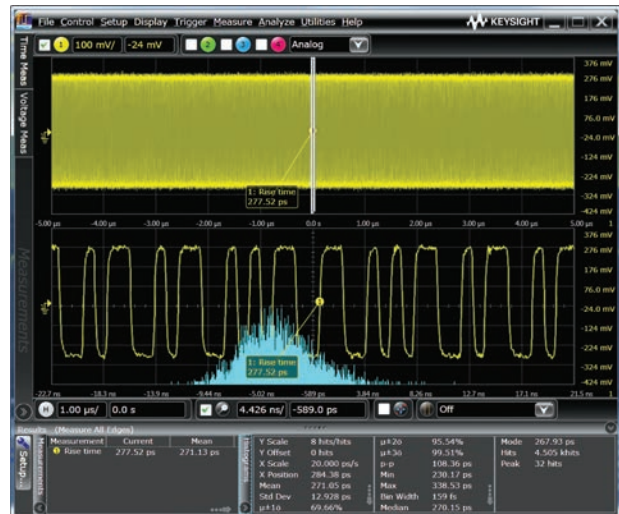 File Control Setup Display Trigger Measure Analyze Utilities Help KEYSIGHT
1 100 mV/ -24 mV 2 3 4 Analog
Time Meas
Voltage Meas
Measurements
376 mV
276 mV
176 mV
76.0 mV
-24.0 mV
-124 mV
-224 mV
-324 mV
-424 mV
1: Rise time
277.52 ps
-5.00 µs -4.00 µs -3.00 µs -2.00 µs -1.00 µs 0.0 s 1.00 µs 2.00 µs 3.00 µs 4.00 µs 5.00 µs 1
376 mV
276 mV
176 mV
76.0 mV
-24.0 mV
-124 mV
-224 mV
-324 mV
-424 mV
1: Rise time
277.52 ps
-22.7 ns -18.3 ns -13.9 ns -9.44 ns -5.02 ns -589 ps 3.84 ns 8.26 ns 12.7 ns 17.1 ns 21.5 ns 1
H 1.00 µs/ 0.0 s 4.426 ns/ -589.0 ps Off
Results (Measure All Edges)
Setup...
Measurements
Measurement Current Mean
1 Rise time 277.52 ps 271.13 ps
Histograms
Y Scale 8 hits/hits µ±2σ 95.54% Mode 267.93 ps
Y Offset 0 hits µ±3σ 99.51% Hits 4.505 khits
X Scale 20.000 ps/s p-p 108.36 ps Peak 32 hits
X Position 284.38 ps Min 230.17 ps
Mean 271.05 ps Max 338.53 ps
Std Dev 12.928 ps Bin Width 159 fs
µ±1σ 69.66% Median 270.15 ps